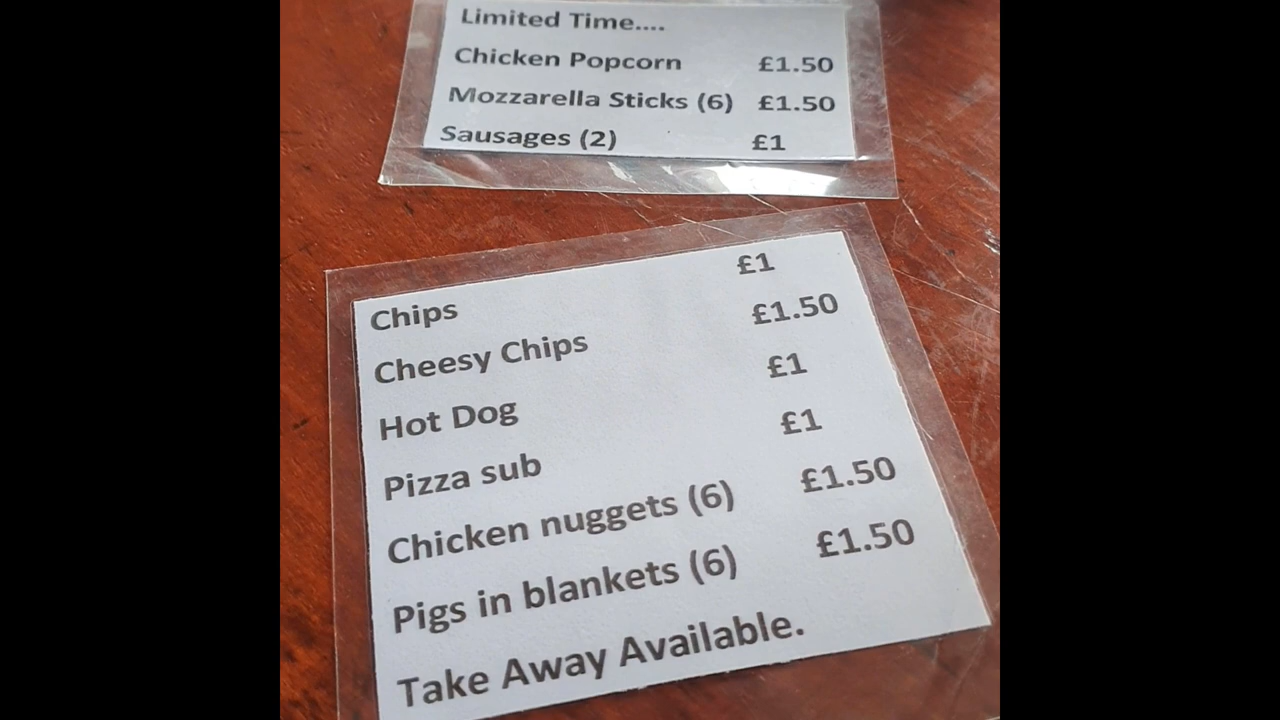 Limited Time....
Chicken Popcorn £1.50
Mozzarella Sticks (6) £1.50
Sausages (2) £1
Chips £1
Cheesy Chips £1.50
Hot Dog £1
Pizza sub £1
Chicken nuggets (6) £1.50
Pigs in blankets (6) £1.50
Take Away Available.